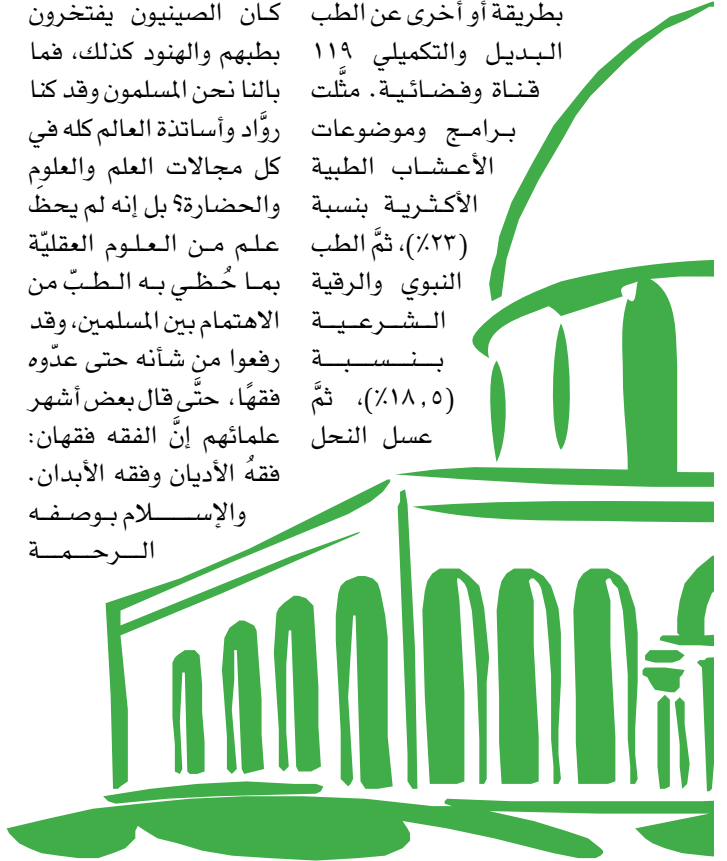 بطريقة أو أخرى عن الطب
البديل والتكميلي ١١٩
قناة وفضائية. مثَّلت
برامج وموضوعات
الأعشاب الطبية
الأكثرية بنسبة
(٢٣٪)، ثمَّ الطب
النبوي والرقية
الشرعية
بنسبة
(١٨,٥٪)، ثمَّ
عسل النحل
كان الصينيون يفتخرون
بطبهم والهنود كذلك، فما
بالنا نحن المسلمون وقد كنا
روَّاد وأساتذة العالم كله في
كل مجالات العلم والعلوم
والحضارة؟ بل إنه لم يحظَ
علم من العلوم العقليّة
بما حُظي به الطبّ من
الاهتمام بين المسلمين، وقد
رفعوا من شأنه حتى عدّوه
فقهًا، حتَّى قال بعض أشهر
علمائهم إنَّ الفقه فقهان:
فقهُ الأديان وفقه الأبدان.
والإسلام بوصفه
الرحمة